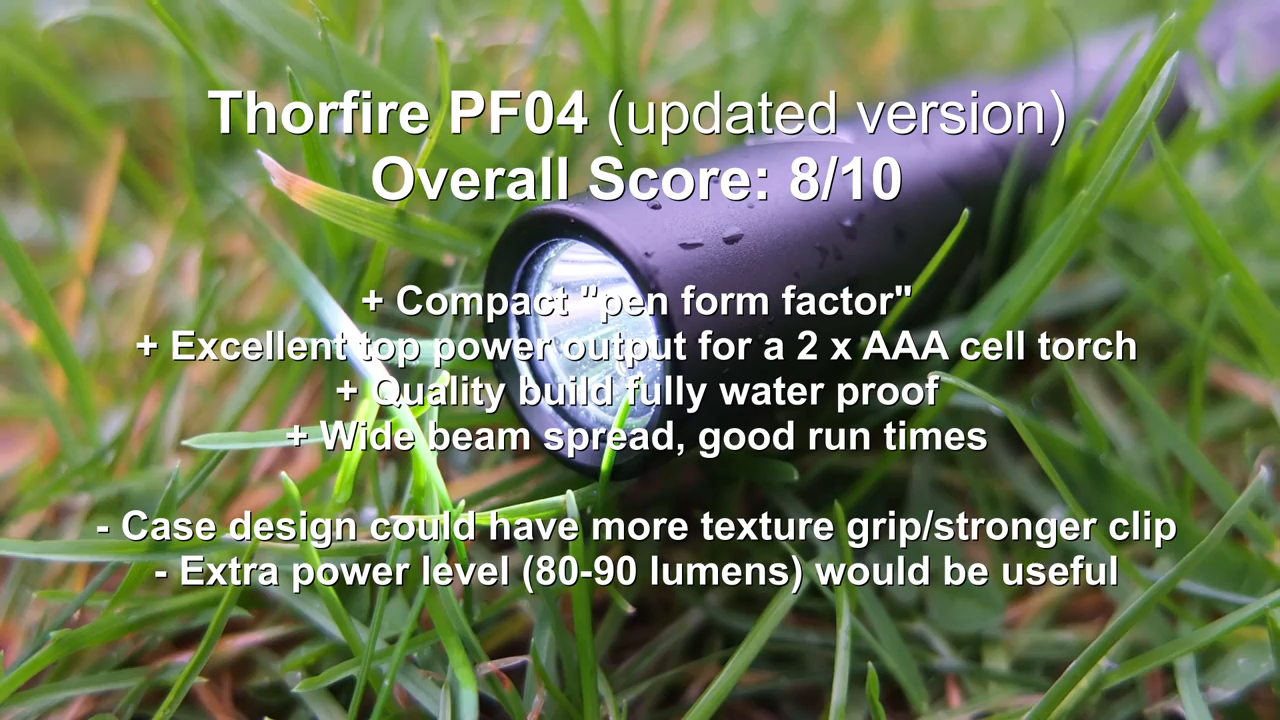 Thorfire PF04 (updated version)
Overall Score: 8/10
+ Compact "pen form factor"
+ Excellent top power output for a 2 x AAA cell torch
+ Quality build fully water proof
+ Wide beam spread, good run times
- Case design could have more texture grip/stronger clip
- Extra power level (80-90 lumens) would be useful